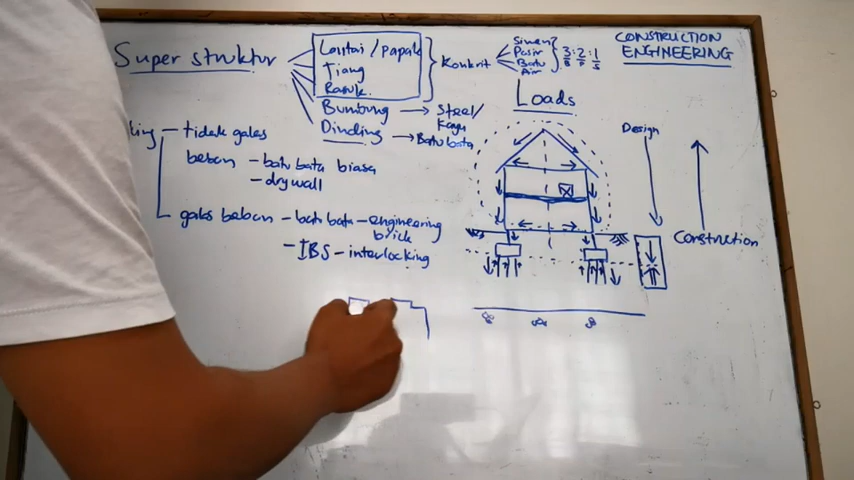 Super struktur
Lantai / papak
Tiang
Rasuk.
Bumbung → Steel/
Kayu
Dinding → Batu bata
Konkrit
Simen
Pasir
Batu
Air
3:2:1
B P S
CONSTRUCTION
ENGINEERING
Loads
Design
Construction
ding — tidak galas
beban — batu bata biasa
— drywall
galas beban — batu bata — engineering
brick
— IBS — interlocking